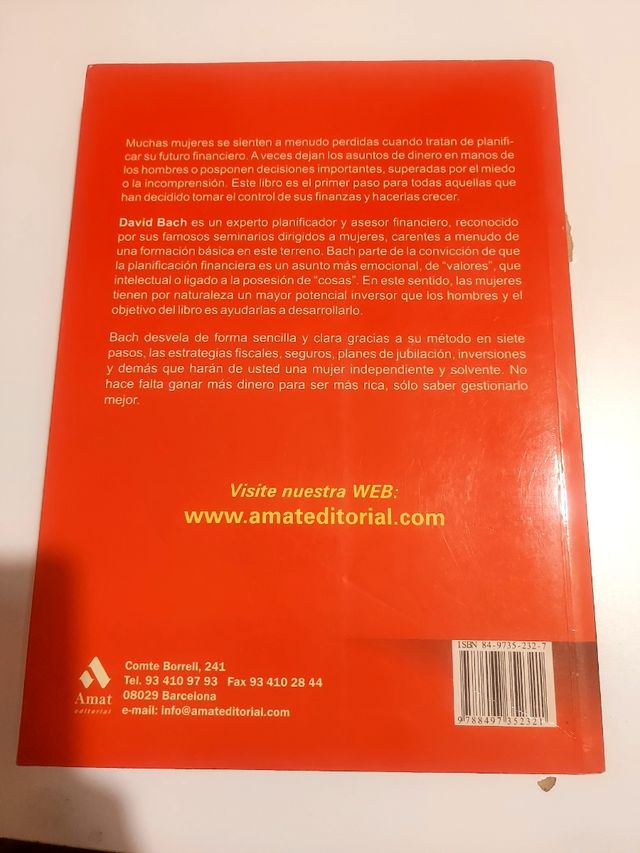 Muchas mujeres se sienten a menudo perdidas cuando tratan de planifi-
car su futuro financiero. A veces dejan los asuntos de dinero en manos de
los hombres o posponen decisiones importantes, superadas por el miedo
o la incomprensión. Este libro es el primer paso para todas aquellas que
han decidido tomar el control de sus finanzas y hacerlas crecer.
David Bach es un experto planificador y asesor financiero, reconocido
por sus famosos seminarios dirigidos a mujeres, carentes a menudo de
una formación básica en este terreno. Bach parte de la convicción de que
la planificación financiera es un asunto más emocional, de “valores”, que
intelectual o ligado a la posesión de “cosas”. En este sentido, las mujeres
tienen por naturaleza un mayor potencial inversor que los hombres y el
objetivo del libro es ayudarlas a desarrollarlo.
Bach desvela de forma sencilla y clara gracias a su método en siete
pasos, las estrategias fiscales, seguros, planes de jubilación, inversiones
y demás que harán de usted una mujer independiente y solvente. No
hace falta ganar más dinero para ser más rica, sólo saber gestionarlo
mejor.
Visite nuestra WEB:
www.amateditorial.com
Amat
editorial
Comte Borrell, 241
Tel. 93 410 97 93 Fax 93 410 28 44
08029 Barcelona
e-mail: info@amateditorial.com
ISBN 84-9735-232-7
9 788497 352321